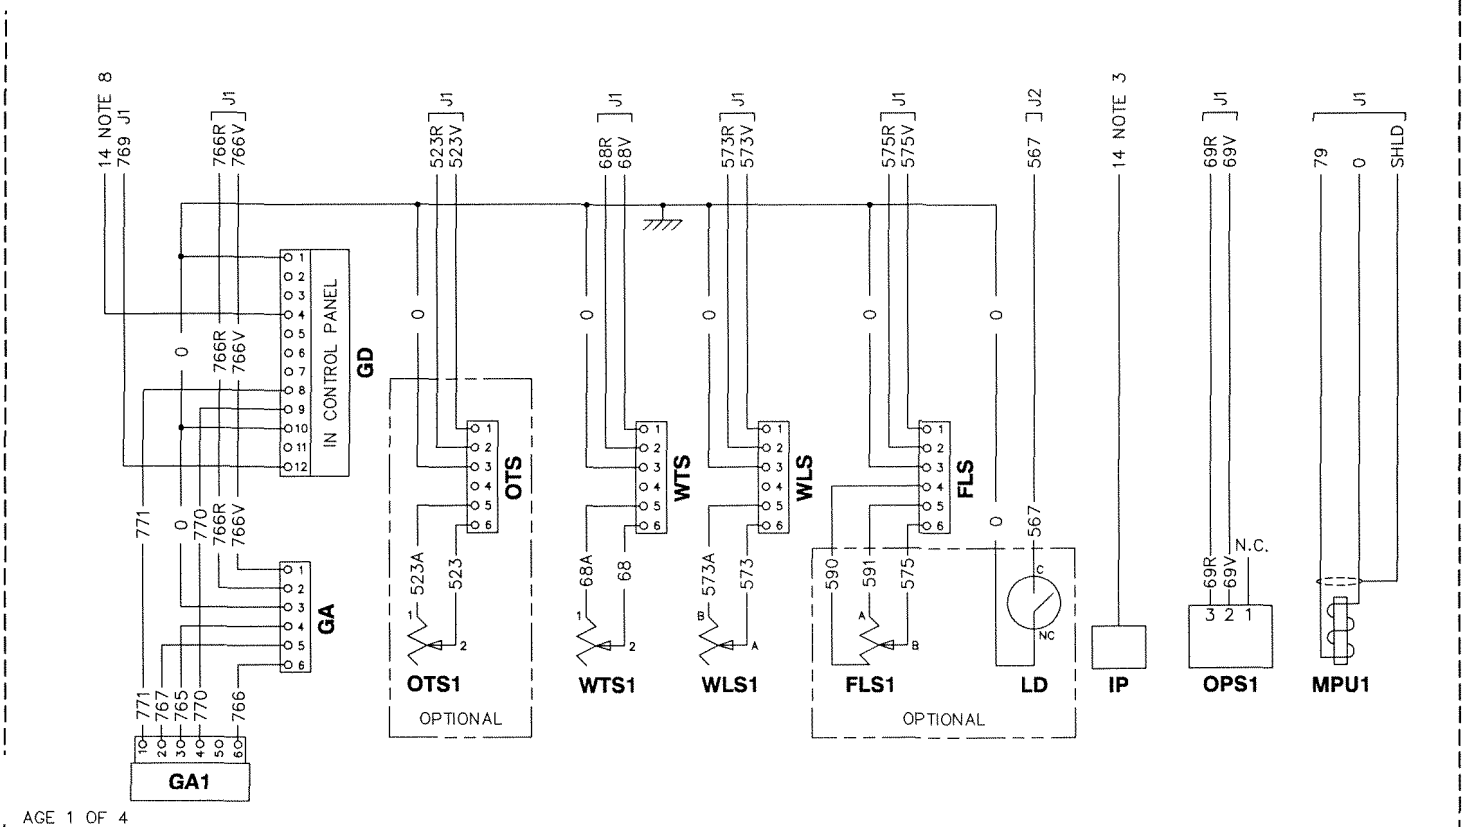 14 NOTE 8
769 J1
766R
766V
J1
523R
523V
J1
68R
68V
J1
573R
573V
J1
575R
575V
J1
567
J2
14 NOTE 3
69R
69V
J1
79
0
SHLD
J1
1
2
3
4
5
6
7
8
9
10
11
12
IN CONTROL PANEL
GD
0
766R
766V
0
0
0
0
0
771
0
770
766R
766V
1
2
3
4
5
6
GA
1
2
3
4
5
6
OTS
523A
523
1
2
OTS1
OPTIONAL
1
2
3
4
5
6
WTS
68A
68
1
2
WTS1
1
2
3
4
5
6
WLS
573A
573
B
A
WLS1
1
2
3
4
5
6
FLS
590
591
575
A
B
FLS1
0
567
C
NC
LD
OPTIONAL
IP
69R
69V
N.C.
3 2 1
OPS1
MPU1
771
767
765
770
766
1
2
3
4
5
6
GA1
AGE 1 OF 4